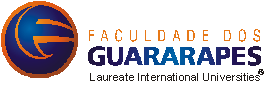 FACULDADE DOS
GUARARAPES
Laureate International Universities®